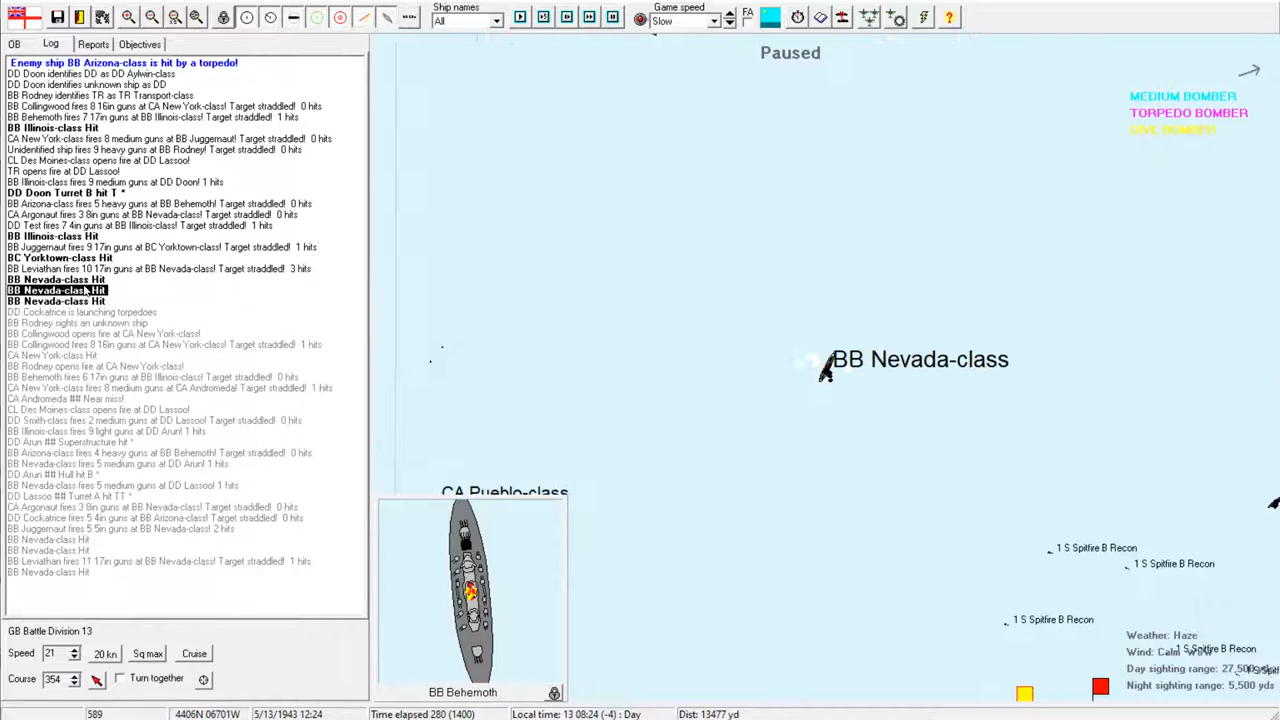 Ship names
All
Game speed
Slow
FA
OB
Log
Reports
Objectives
Enemy ship BB Arizona-class is hit by a torpedo!
DD Doon identifies DD as DD Aylwin-class
DD Doon identifies unknown ship as DD
BB Rodney identifies TR as TR Transport-class
BB Collingwood fires 8 16in guns at CA New York-class! Target straddled! 0 hits
BB Behemoth fires 7 17in guns at BB Illinois-class! Target straddled! 1 hits
BB Illinois-class Hit
CA New York-class fires 8 medium guns at BB Juggernaut! Target straddled! 0 hits
Unidentified ship fires 9 heavy guns at BB Rodney! Target straddled! 0 hits
CL Des Moines-class opens fire at DD Lassoo!
TR opens fire at DD Lassoo!
BB Illinois-class fires 9 medium guns at DD Doon! 1 hits
DD Doon Turret B hit T *
BB Arizona-class fires 5 heavy guns at BB Behemoth! Target straddled! 0 hits
CA Argonaut fires 3 8in guns at BB Nevada-class! Target straddled! 0 hits
DD Test fires 7 4in guns at BB Illinois-class! Target straddled! 1 hits
BB Illinois-class Hit
BB Juggernaut fires 9 17in guns at BC Yorktown-class! Target straddled! 1 hits
BC Yorktown-class Hit
BB Leviathan fires 10 17in guns at BB Nevada-class! Target straddled! 3 hits
BB Nevada-class Hit
BB Nevada-class Hit
BB Nevada-class Hit
DD Cockatrice is launching torpedoes
BB Rodney sights an unknown ship
BB Collingwood opens fire at CA New York-class!
BB Collingwood fires 8 16in guns at CA New York-class! Target straddled! 1 hits
CA New York-class Hit
BB Rodney opens fire at CA New York-class!
BB Behemoth fires 6 17in guns at BB Illinois-class! Target straddled! 0 hits
CA New York-class fires 8 medium guns at CA Andromeda! Target straddled! 1 hits
CA Andromeda ## Near miss!
CL Des Moines-class opens fire at DD Lassoo!
DD Smith-class fires 2 medium guns at DD Lassoo! Target straddled! 0 hits
BB Illinois-class fires 9 light guns at DD Arun! 1 hits
DD Arun ## Superstructure hit *
BB Arizona-class fires 4 heavy guns at BB Behemoth! Target straddled! 0 hits
BB Nevada-class fires 5 medium guns at DD Arun! 1 hits
DD Arun ## Hull hit B *
BB Nevada-class fires 5 medium guns at DD Lassoo! 1 hits
DD Lassoo ## Turret A hit TT *
CA Argonaut fires 3 8in guns at BB Nevada-class! Target straddled! 0 hits
DD Cockatrice fires 5 4in guns at BB Arizona-class! Target straddled! 0 hits
BB Juggernaut fires 5 5in guns at BB Nevada-class! 2 hits
BB Nevada-class Hit
BB Nevada-class Hit
BB Leviathan fires 11 17in guns at BB Nevada-class! Target straddled! 1 hits
BB Nevada-class Hit
GB Battle Division 13
Speed 21 20 kn Sq max Cruise
Course 354 Turn together
Paused
MEDIUM BOMBER
TORPEDO BOMBER
DIVE BOMBER
BB Nevada-class
CA Pueblo-class
BB Behemoth
1 S Spitfire B Recon
1 S Spitfire B Recon
1 S Spitfire B Recon
1 S Spitfire B Recon
Weather: Haze
Wind: Calm
Day sighting range: 27,500 yds
Night sighting range: 5,500 yds
589
4406N 06701W
5/13/1943 12:24
Time elapsed 280 (1400)
Local time: 13 08:24 (-4) : Day
Dist: 13477 yd